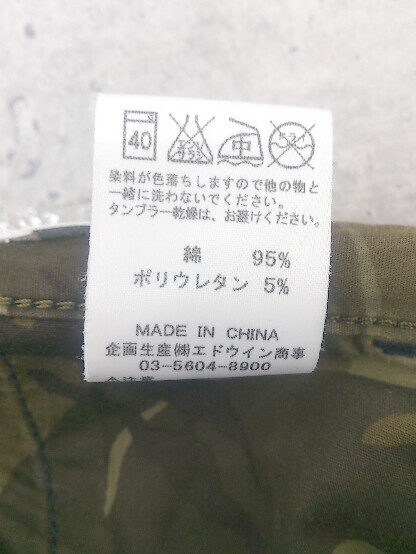 40 エンソサラシ 中 ドライ
染料が色落ちしますので他の物と
一緒に洗わないでください。
タンブラー乾燥は、お避けください。
綿 95%
ポリウレタン 5%
MADE IN CHINA
企画生産㈱エドウイン商事
03-5604-8900